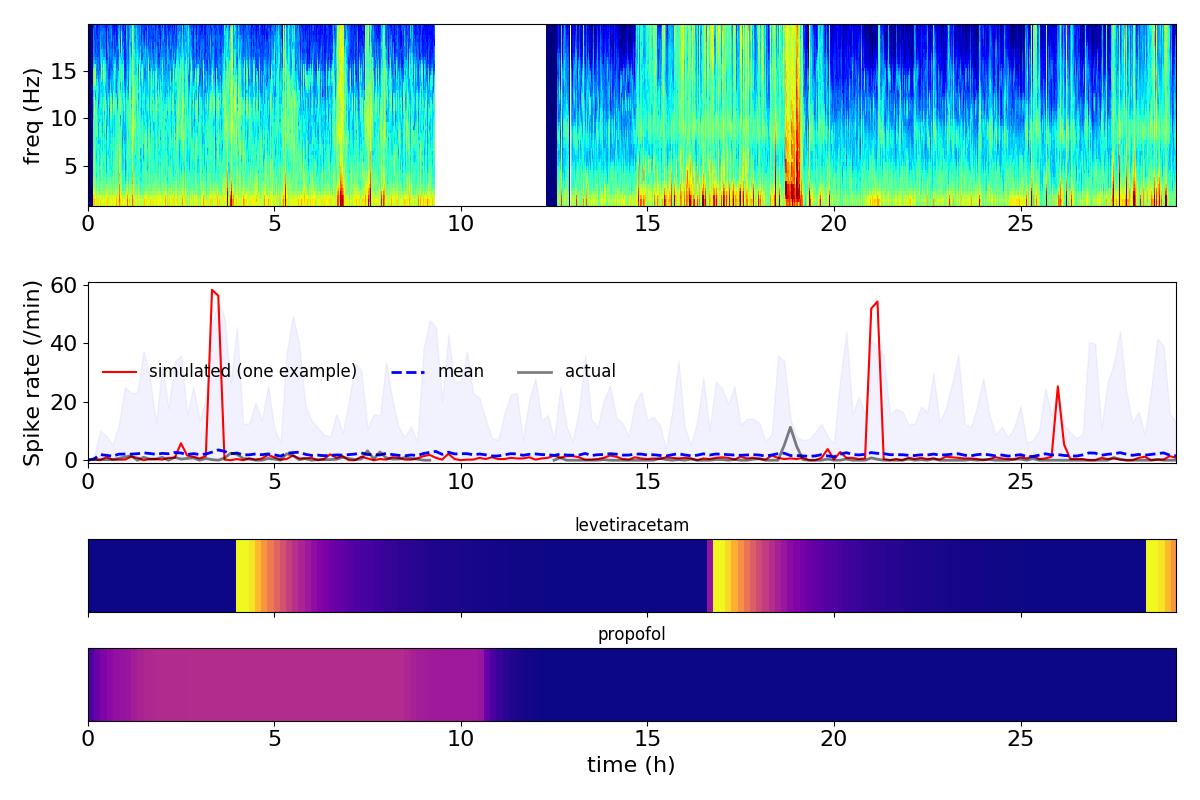 freq (Hz)
15
10
5
0 5 10 15 20 25
Spike rate (/min)
60
40
20
0
simulated (one example) mean actual
0 5 10 15 20 25
levetiracetam
propofol
0 5 10 15 20 25
time (h)